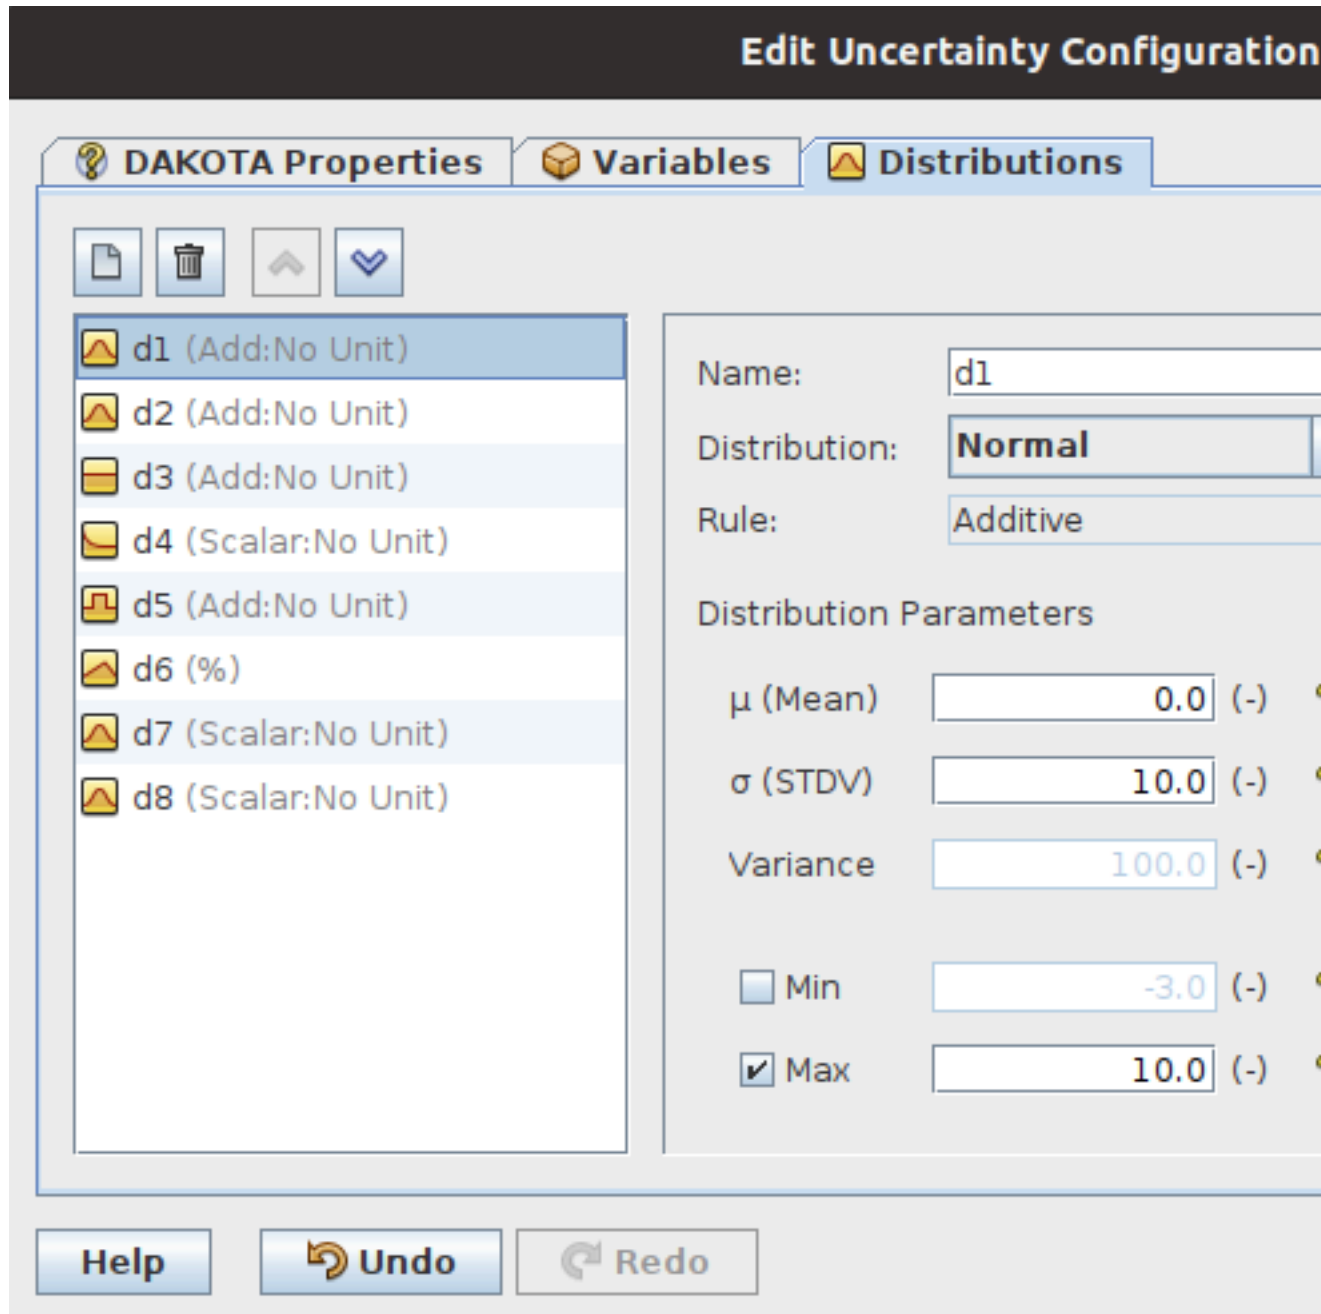 Edit Uncertainty Configuration
DAKOTA Properties Variables Distributions
d1 (Add:No Unit)
d2 (Add:No Unit)
d3 (Add:No Unit)
d4 (Scalar:No Unit)
d5 (Add:No Unit)
d6 (%)
d7 (Scalar:No Unit)
d8 (Scalar:No Unit)
Name: d1
Distribution: Normal
Rule: Additive
Distribution Parameters
μ (Mean) 0.0 (-)
σ (STDV) 10.0 (-)
Variance 100.0 (-)
Min -3.0 (-)
Max 10.0 (-)
Help Undo Redo